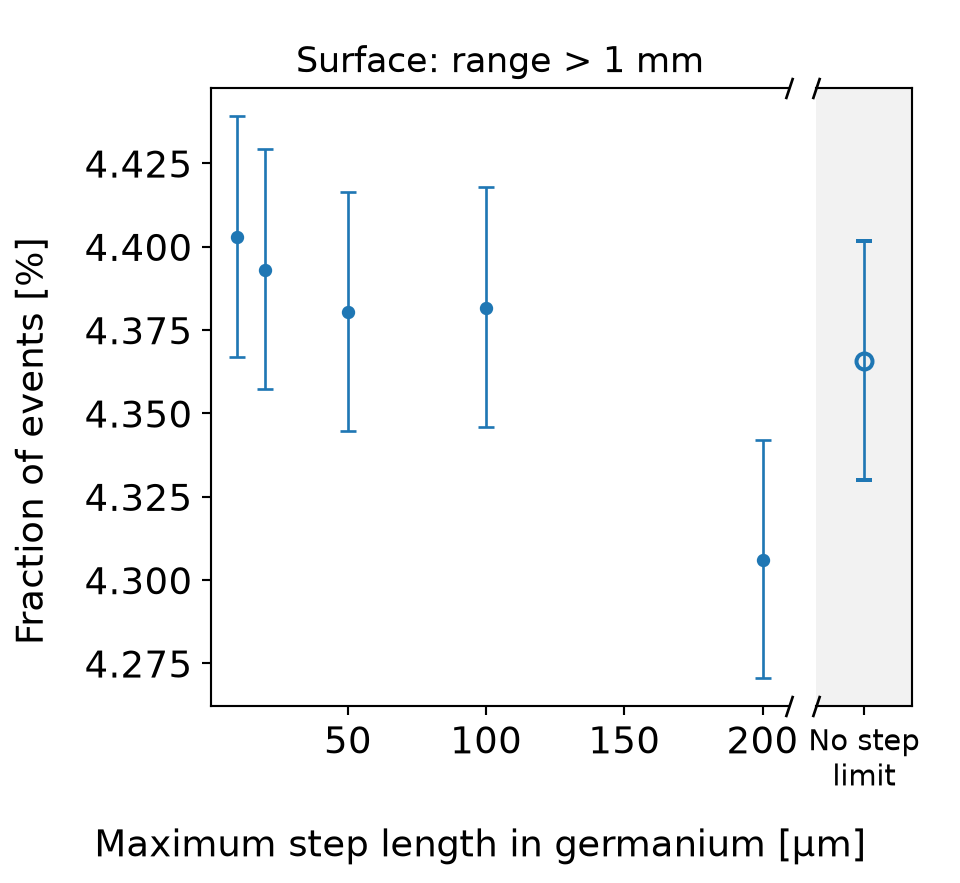 Surface: range > 1 mm
Fraction of events [%]
4.425
4.400
4.375
4.350
4.325
4.300
4.275
50 100 150 200 No step
limit
Maximum step length in germanium [µm]